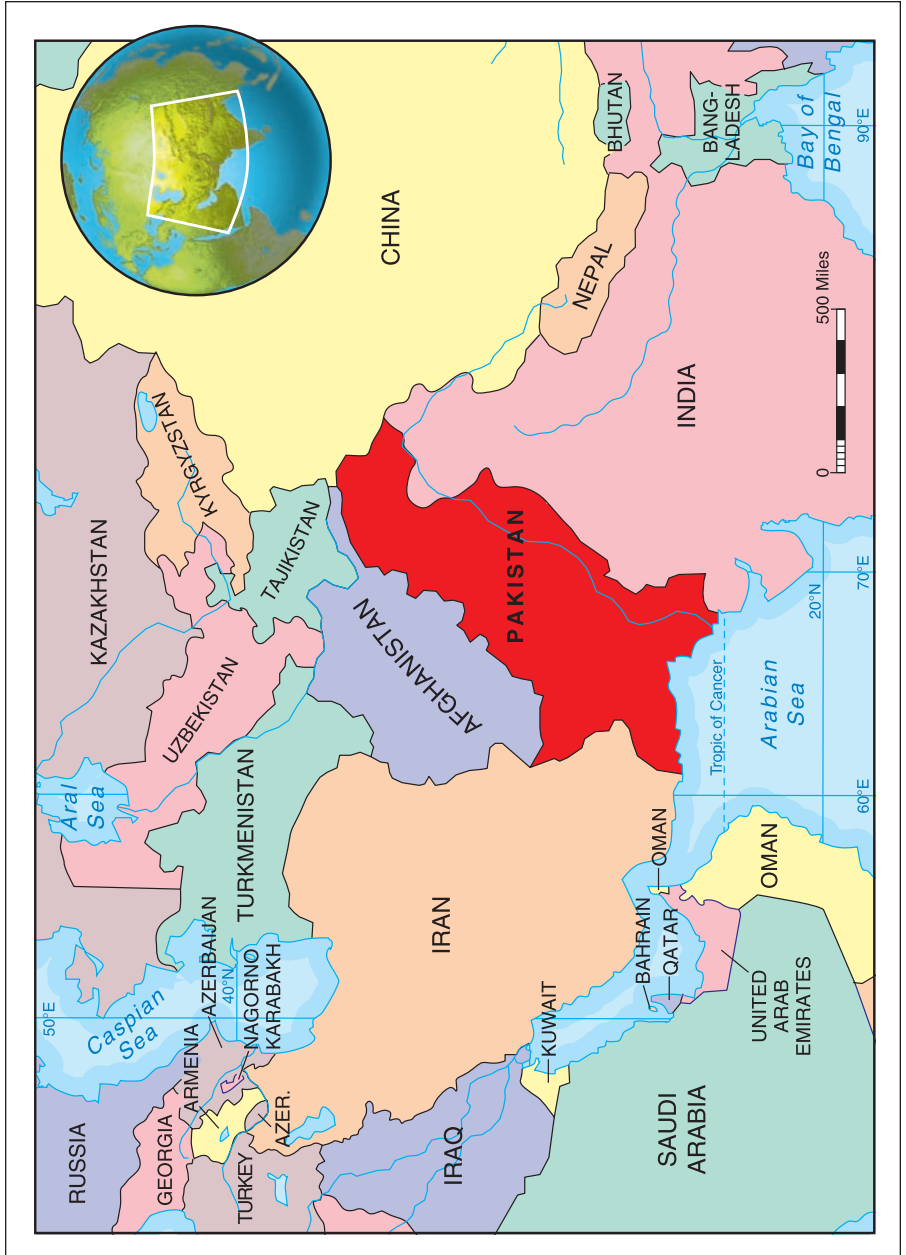 RUSSIA
GEORGIA
ARMENIA
AZERBAIJAN
NAGORNO
KARABAKH
AZER.
TURKEY
Caspian
Sea
50°E
40°N
Aral
Sea
KAZAKHSTAN
UZBEKISTAN
TURKMENISTAN
KYRGYZSTAN
TAJIKISTAN
CHINA
AFGHANISTAN
IRAN
IRAQ
KUWAIT
SAUDI
ARABIA
BAHRAIN
QATAR
UNITED
ARAB
EMIRATES
OMAN
OMAN
PAKISTAN
INDIA
NEPAL
BHUTAN
BANG-
LADESH
Bay of
Bengal
Arabian
Sea
Tropic of Cancer
20°N
60°E
70°E
90°E
0
500 Miles